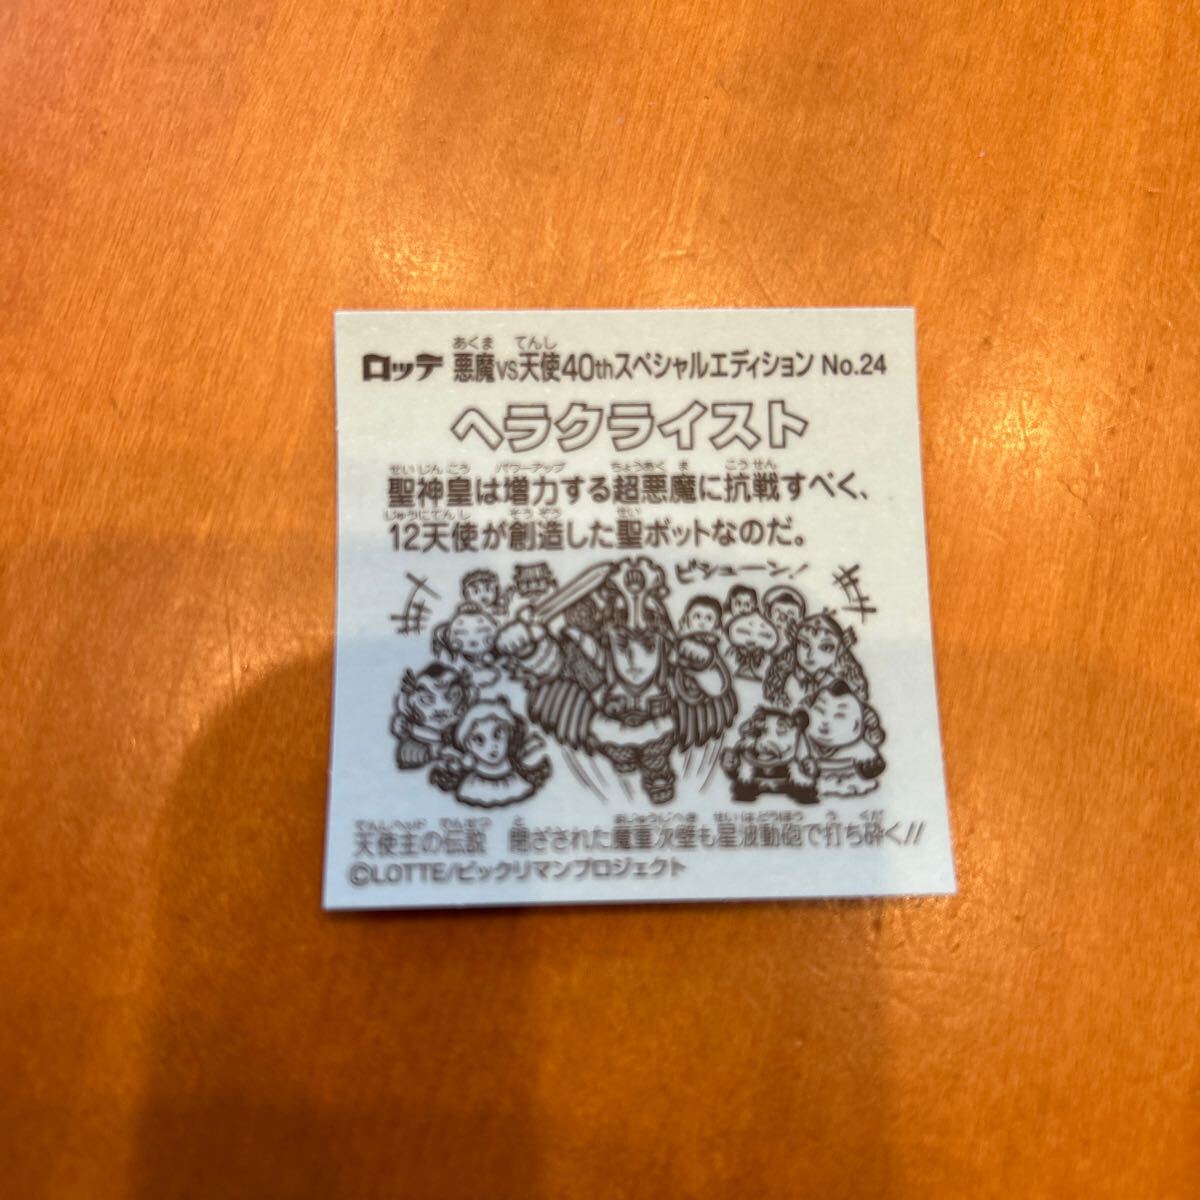 ロッテ 悪魔VS天使40thスペシャルエディション No.24
ヘラクライスト
聖神皇は増力する超悪魔に抗戦すべく、
12天使が創造した聖ボットなのだ。
ビシューン!
天使主の伝説 閉ざされた魔重次壁も星波動砲で打ち砕く!!
©LOTTE/ビックリマンプロジェクト